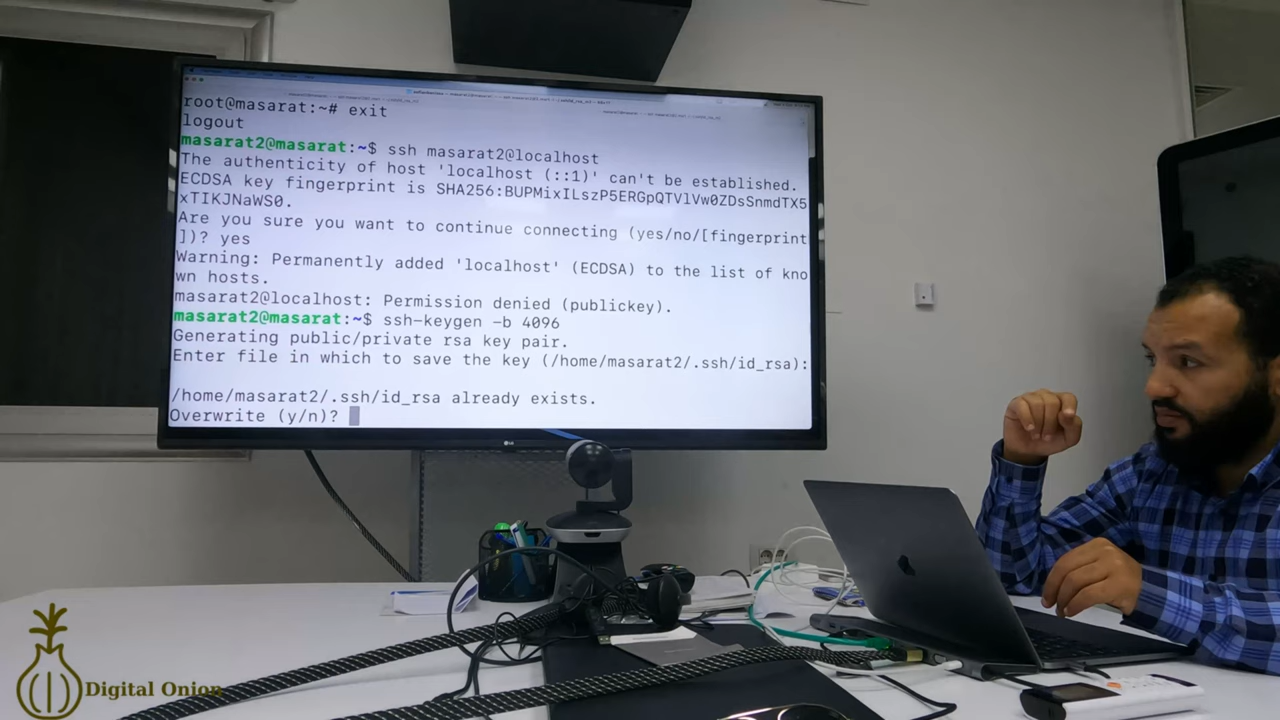 root@masarat:~# exit
logout
masarat2@masarat:~$ ssh masarat2@localhost
The authenticity of host 'localhost (::1)' can't be established.
ECDSA key fingerprint is SHA256:BUPMixILszP5ERGpQTVlVw0ZDsSnmdTX5
xTIKJNaWS0.
Are you sure you want to continue connecting (yes/no/[fingerprint
])? yes
Warning: Permanently added 'localhost' (ECDSA) to the list of kno
wn hosts.
masarat2@localhost: Permission denied (publickey).
masarat2@masarat:~$ ssh-keygen -b 4096
Generating public/private rsa key pair.
Enter file in which to save the key (/home/masarat2/.ssh/id_rsa):
/home/masarat2/.ssh/id_rsa already exists.
Overwrite (y/n)?
LG
Digital Onion